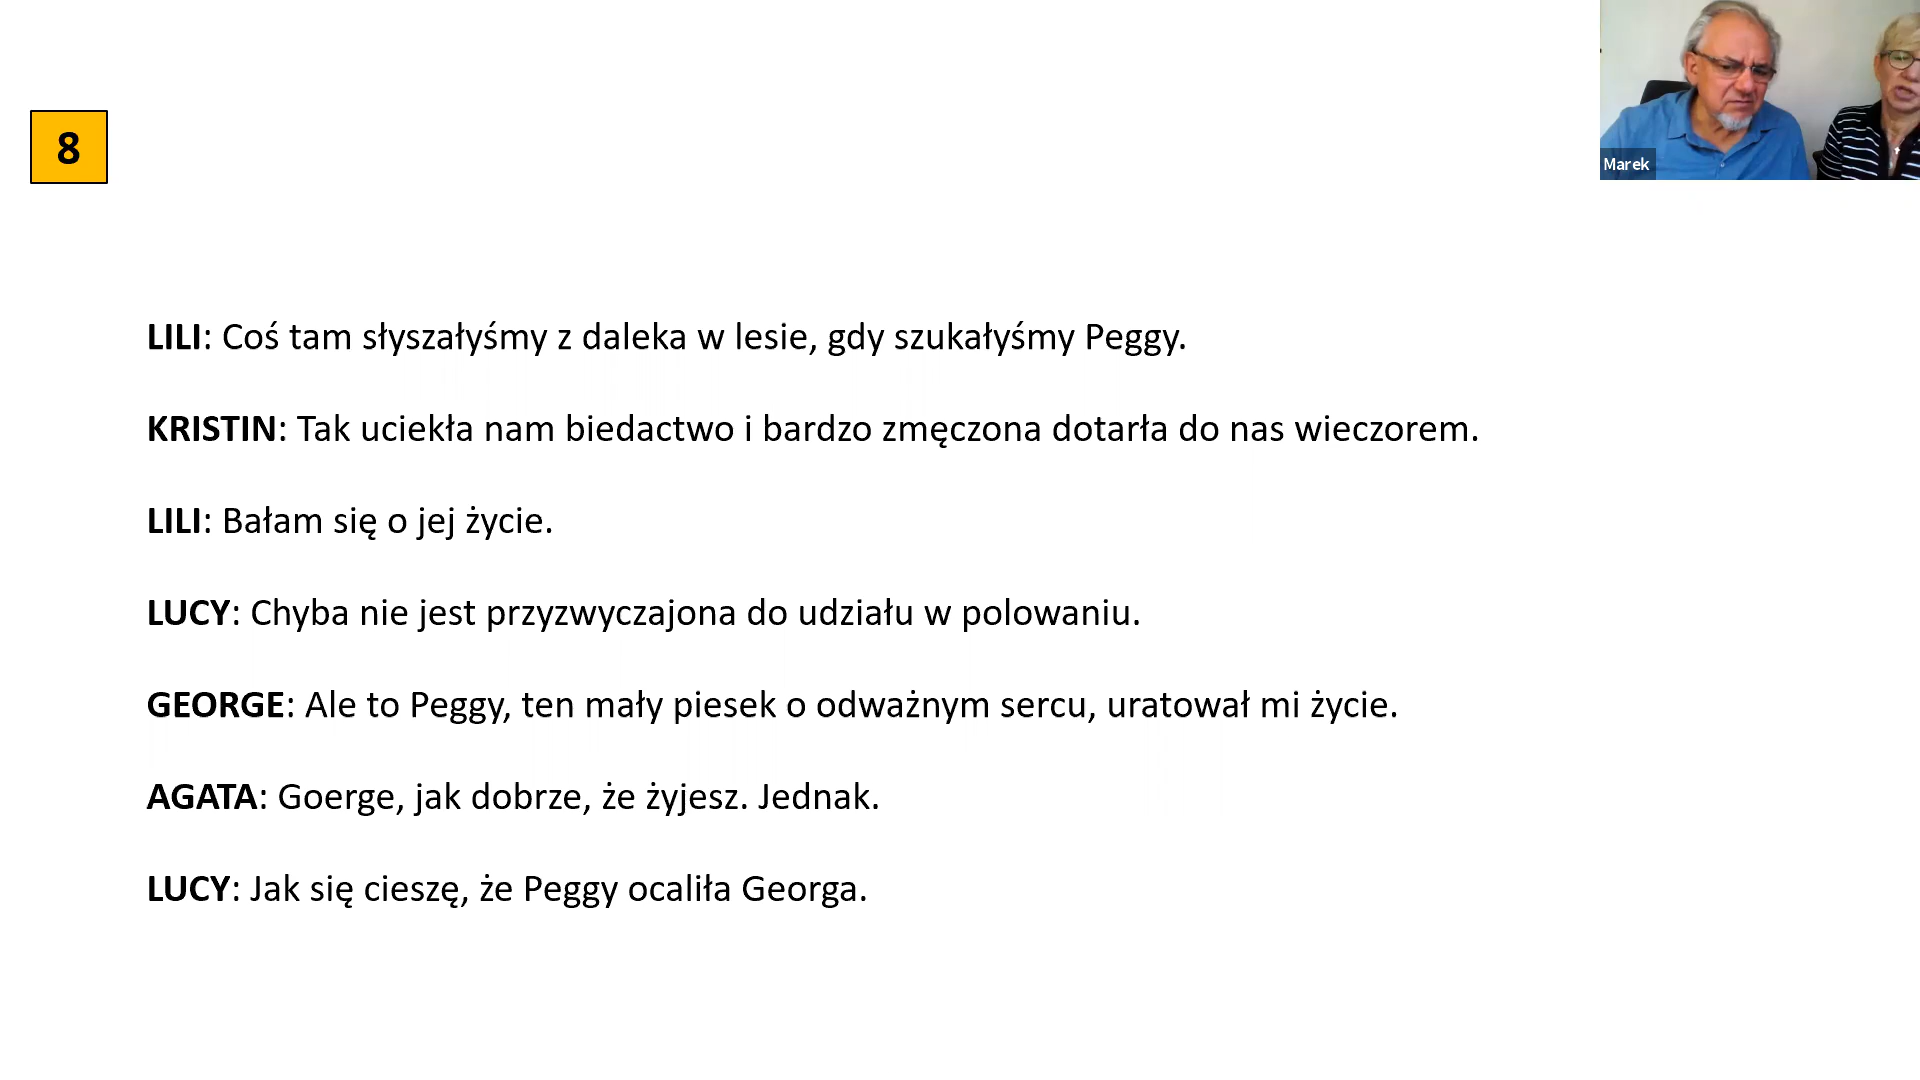 8
Marek
LILI: Coś tam słyszałyśmy z daleka w lesie, gdy szukałyśmy Peggy.
KRISTIN: Tak uciekła nam biedactwo i bardzo zmęczona dotarła do nas wieczorem.
LILI: Bałam się o jej życie.
LUCY: Chyba nie jest przyzwyczajona do udziału w polowaniu.
GEORGE: Ale to Peggy, ten mały piesek o odważnym sercu, uratował mi życie.
AGATA: Goerge, jak dobrze, że żyjesz. Jednak.
LUCY: Jak się cieszę, że Peggy ocaliła Georga.